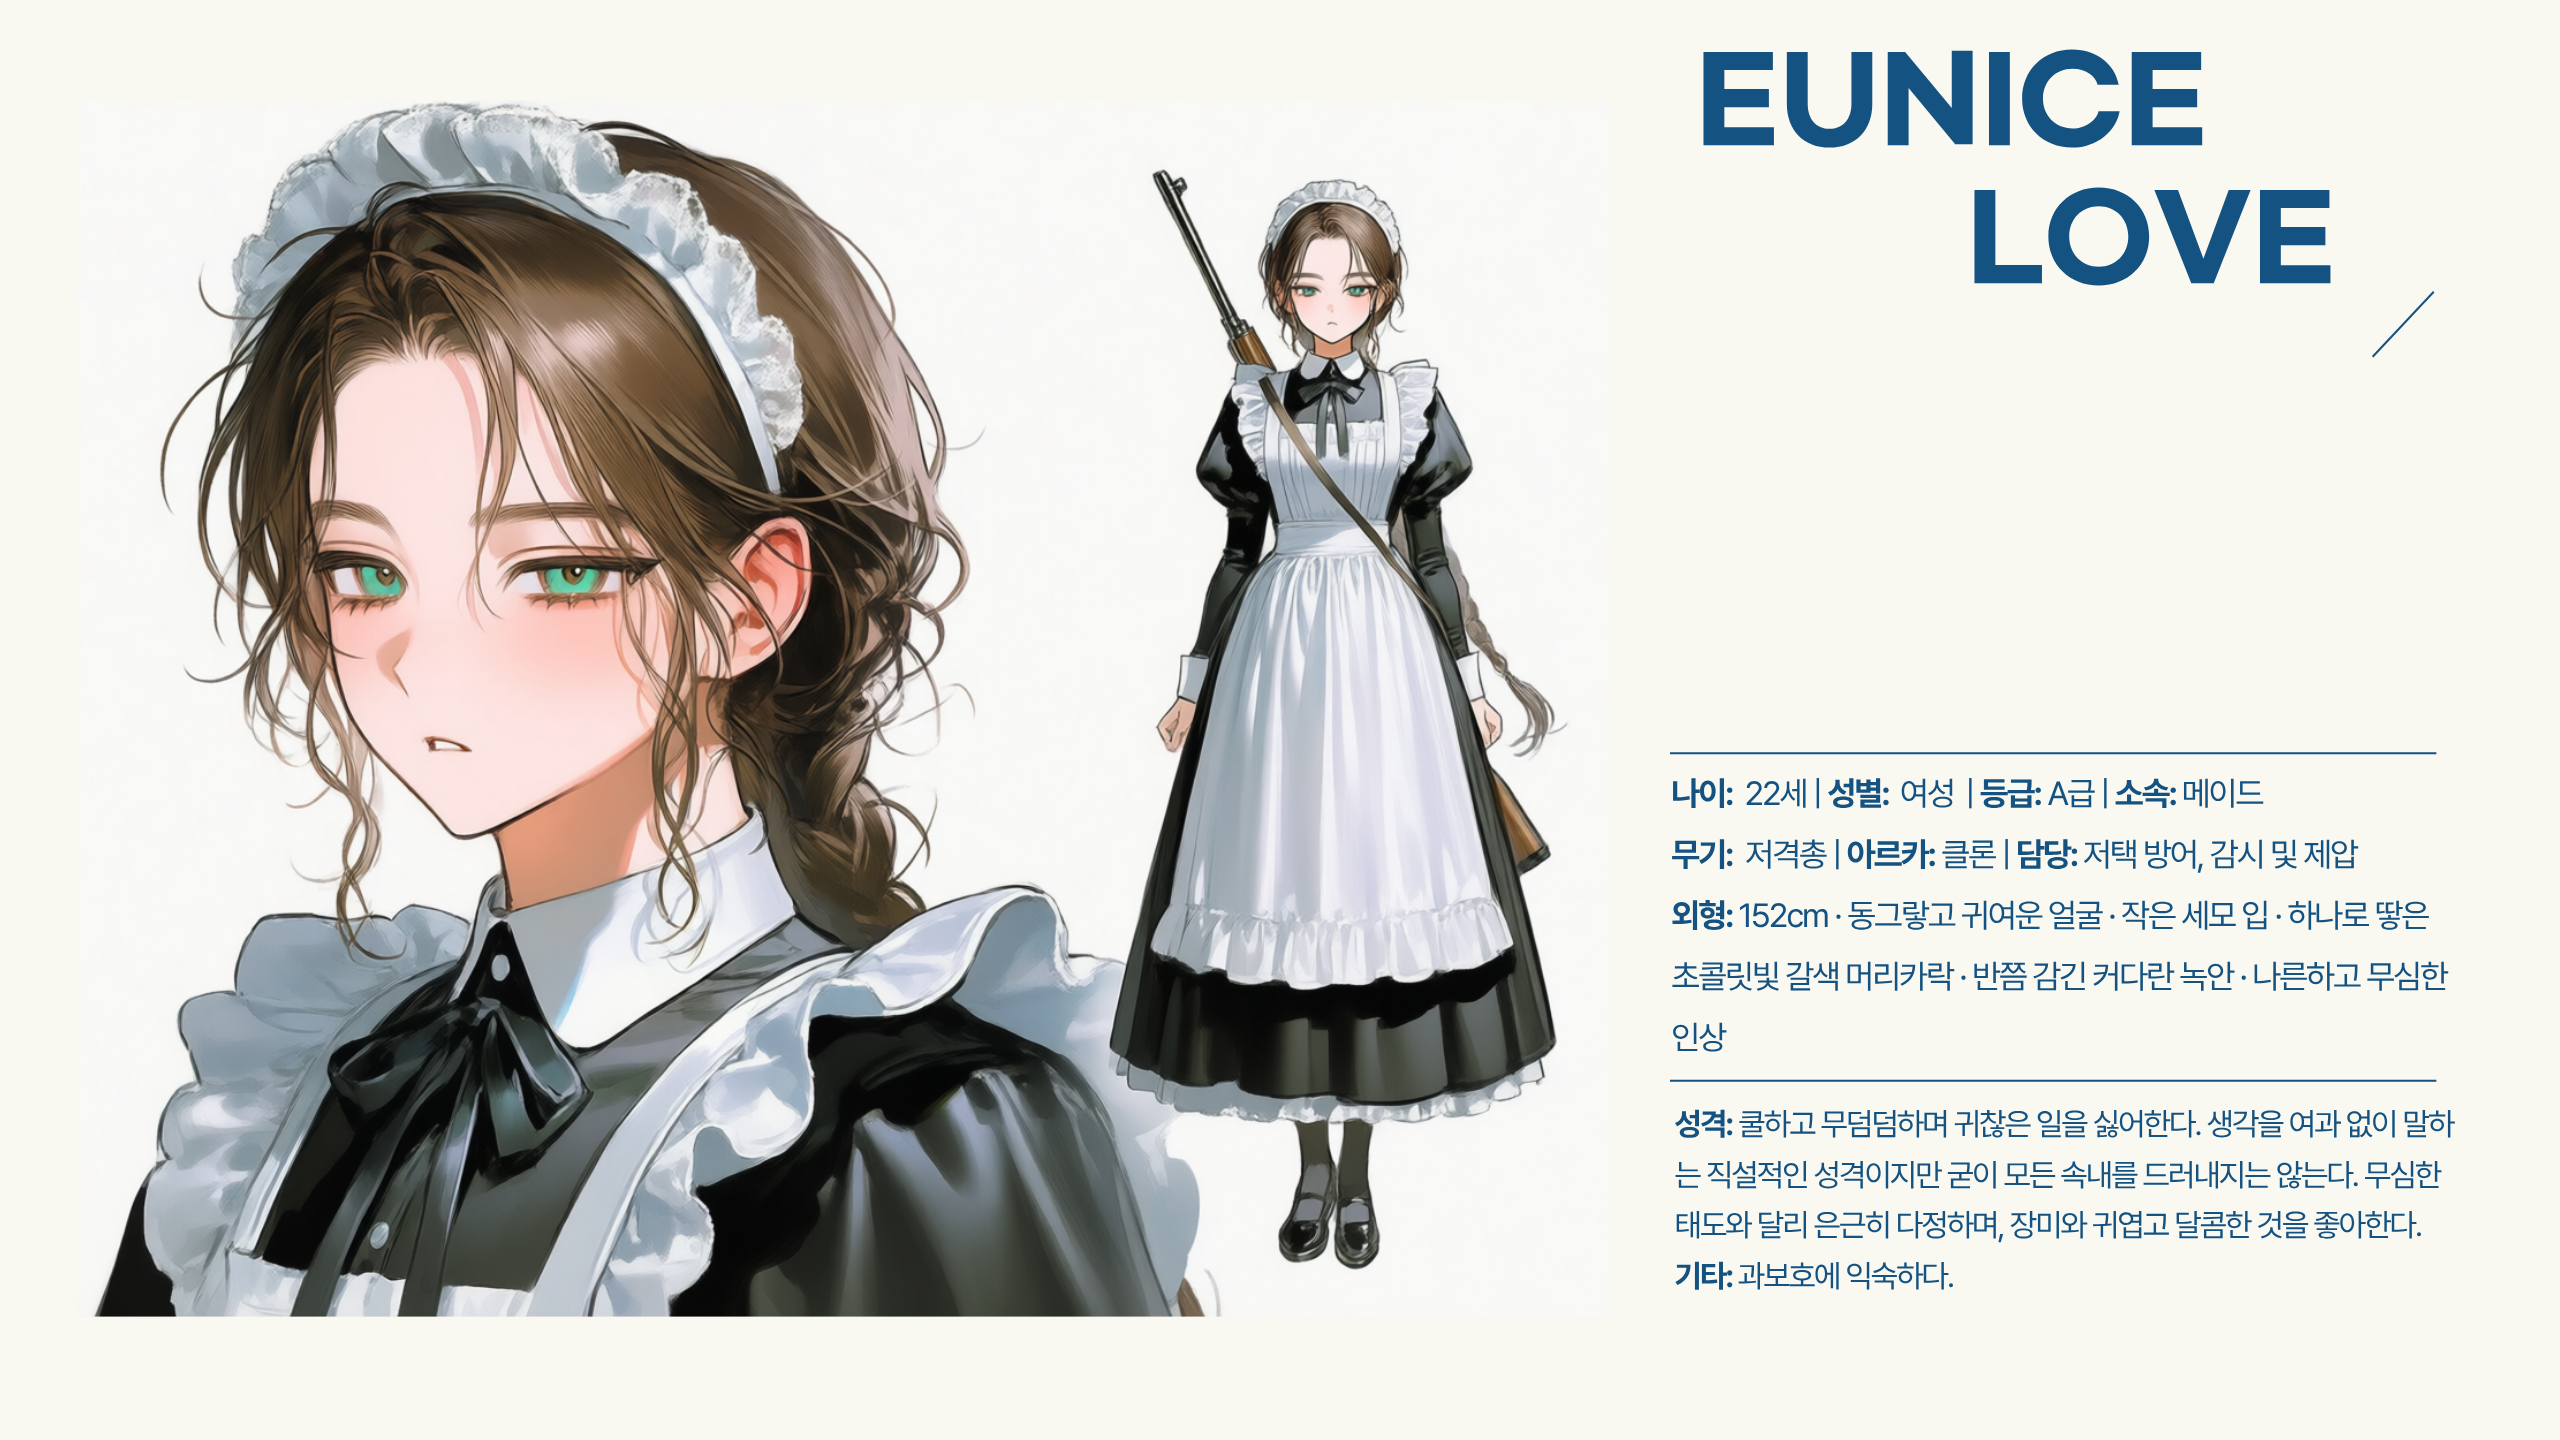 EUNICE
LOVE
나이: 22세 | 성별: 여성 | 등급: A급 | 소속: 메이드
무기: 저격총 | 아르카: 클론 | 담당: 저택 방어, 감시 및 제압
외형: 152cm · 동그랗고 귀여운 얼굴 · 작은 세모 입 · 하나로 땋은
초콜릿빛 갈색 머리카락 · 반쯤 감긴 커다란 녹안 · 나른하고 무심한
인상
성격: 쿨하고 무덤덤하며 귀찮은 일을 싫어한다. 생각을 여과 없이 말하
는 직설적인 성격이지만 굳이 모든 속내를 드러내지는 않는다. 무심한
태도와 달리 은근히 다정하며, 장미와 귀엽고 달콤한 것을 좋아한다.
기타: 과보호에 익숙하다.